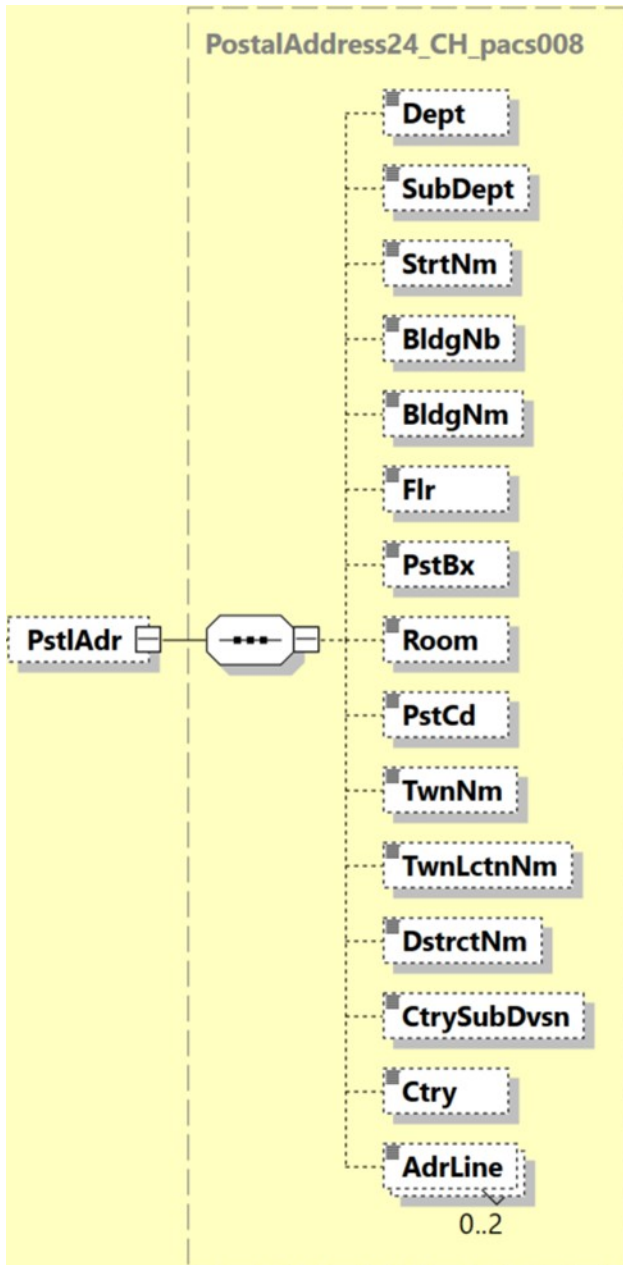 PostalAddress24_CH_pacs008
Dept
SubDept
StrtNm
BldgNb
BldgNm
Flr
PstBx
PstlAdr
Room
PstCd
TwnNm
TwnLctnNm
DstrctNm
CtrySubDvsn
Ctry
AdrLine
0..2